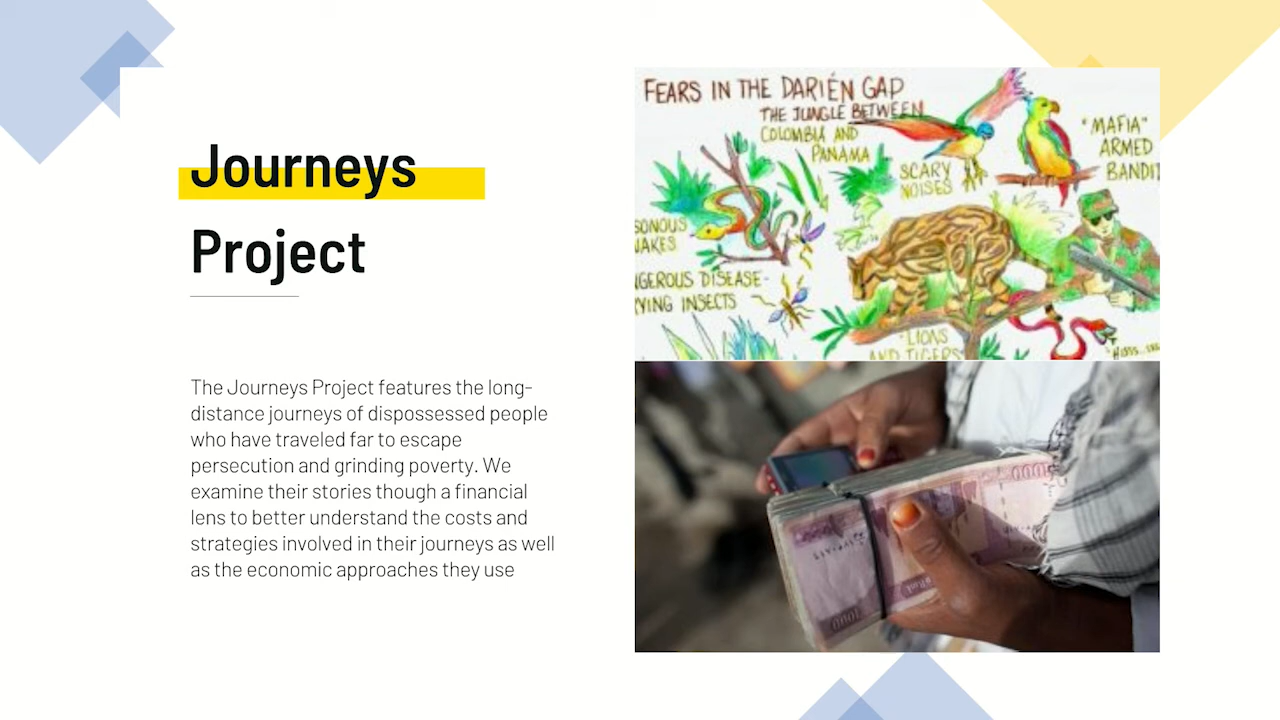 Journeys
Project
The Journeys Project features the long-
distance journeys of dispossessed people
who have traveled far to escape
persecution and grinding poverty. We
examine their stories though a financial
lens to better understand the costs and
strategies involved in their journeys as well
as the economic approaches they use
FEARS IN THE DARIÉN GAP
THE JUNGLE BETWEEN
COLOMBIA AND
PANAMA
SCARY
NOISES
"MAFIA"
ARMED
BANDIT
SONOUS
NAKES
NGEROUS DISEASE-
YING INSECTS
"LIONS
AND TIGERS
1000
0001